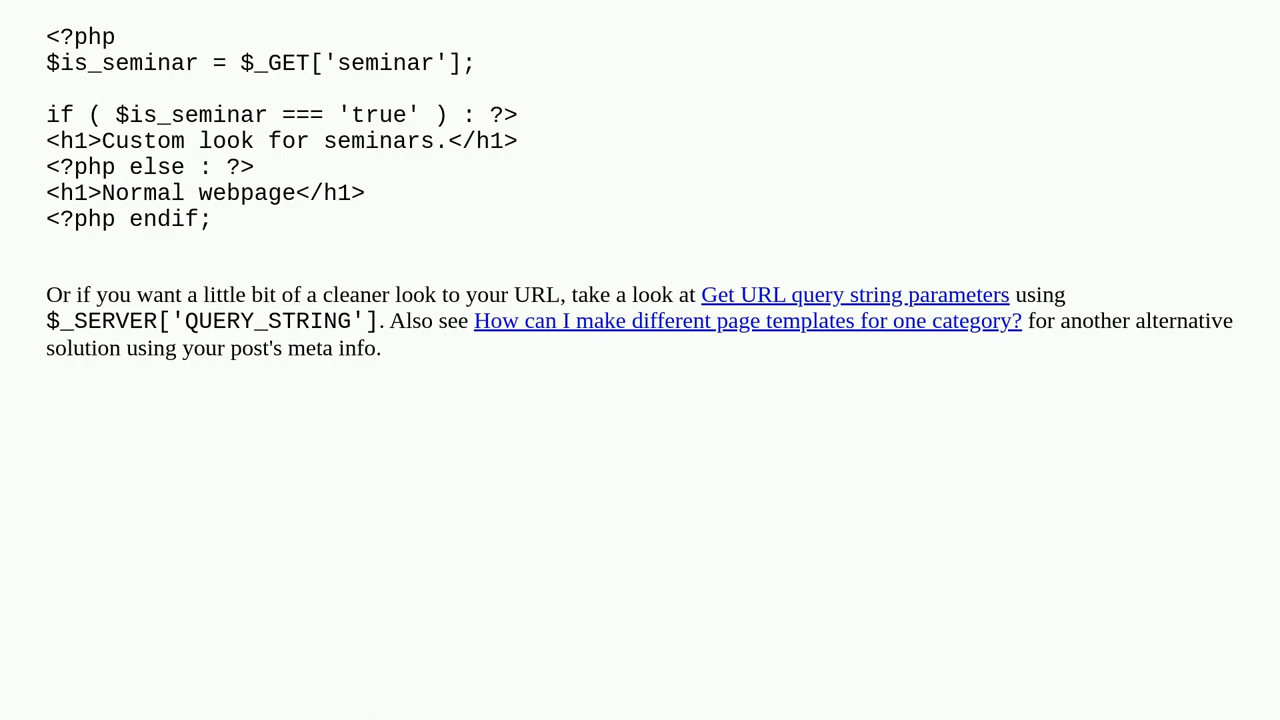 <?php
$is_seminar = $_GET['seminar'];
if ( $is_seminar === 'true' ) : ?>
<h1>Custom look for seminars.</h1>
<?php else : ?>
<h1>Normal webpage</h1>
<?php endif;
Or if you want a little bit of a cleaner look to your URL, take a look at Get URL query string parameters using
$_SERVER['QUERY_STRING']. Also see How can I make different page templates for one category? for another alternative
solution using your post's meta info.